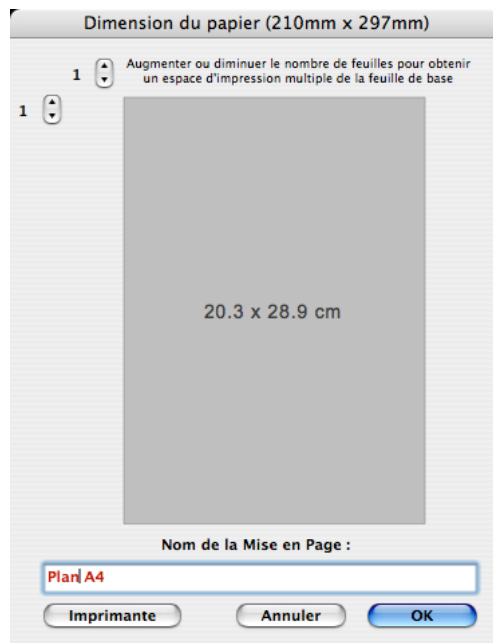 Dimension du papier (210mm x 297mm)
1
Augmenter ou diminuer le nombre de feuilles pour obtenir
un espace d'impression multiple de la feuille de base
1
20.3 x 28.9 cm
Nom de la Mise en Page :
Plan A4
Imprimante Annuler OK